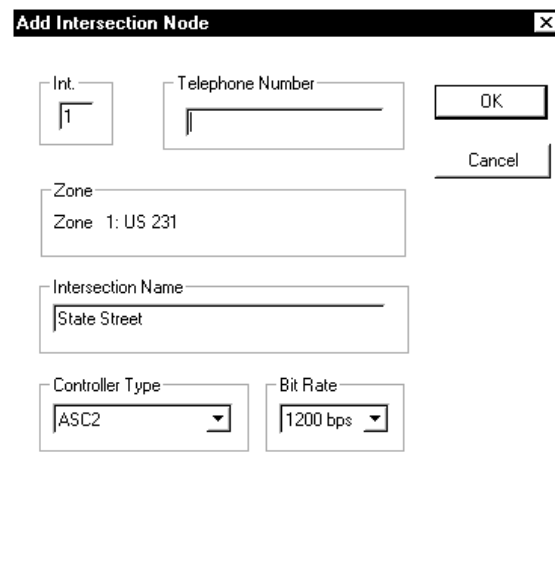 Add Intersection Node
Int.
1
Telephone Number
OK
Cancel
Zone
Zone 1: US 231
Intersection Name
State Street
Controller Type
ASC2
Bit Rate
1200 bps